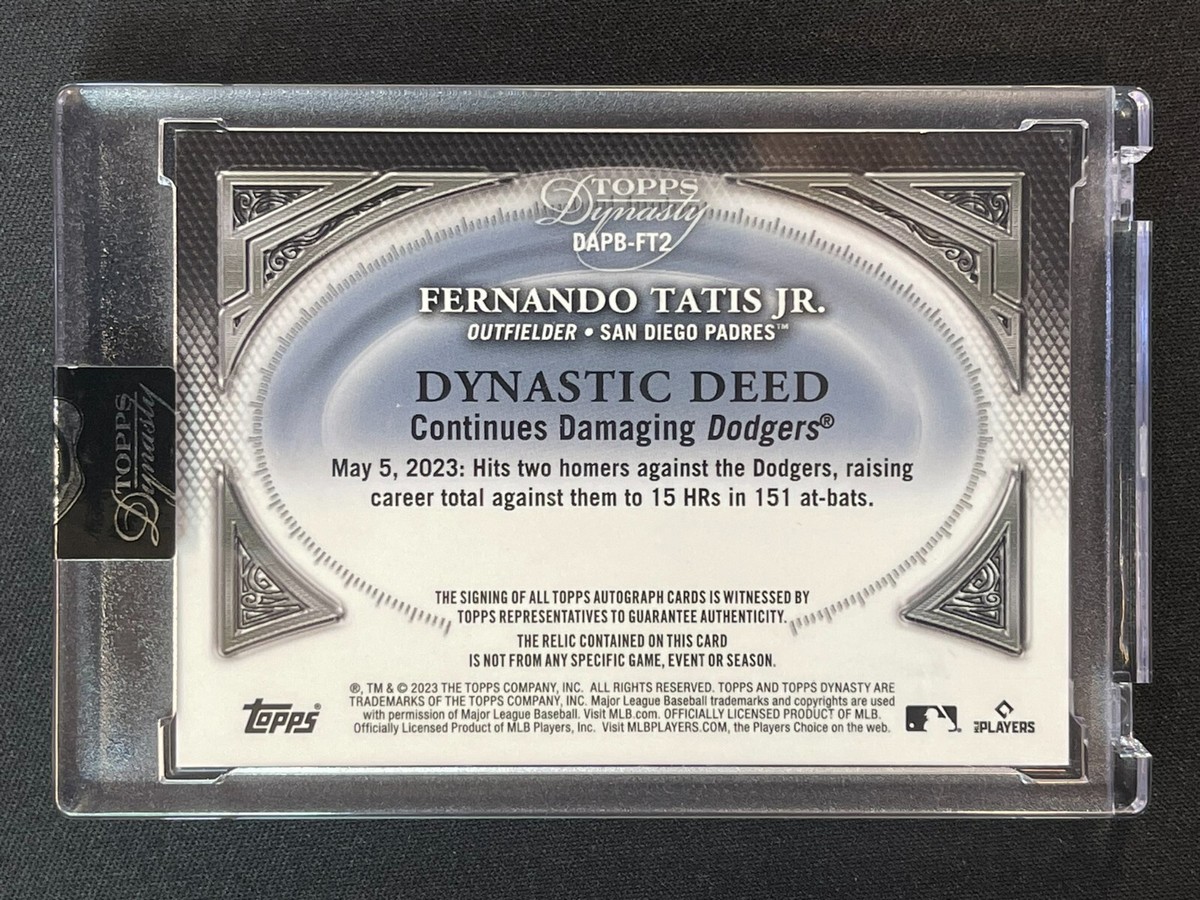 TOPPS
Dynasty
DAPB-FT2
FERNANDO TATIS JR.
OUTFIELDER • SAN DIEGO PADRES™
DYNASTIC DEED
Continues Damaging Dodgers®
May 5, 2023: Hits two homers against the Dodgers, raising
career total against them to 15 HRs in 151 at-bats.
TOPPS
Dynasty
THE SIGNING OF ALL TOPPS AUTOGRAPH CARDS IS WITNESSED BY
TOPPS REPRESENTATIVES TO GUARANTEE AUTHENTICITY.
THE RELIC CONTAINED ON THIS CARD
IS NOT FROM ANY SPECIFIC GAME, EVENT OR SEASON.
®, TM & © 2023 THE TOPPS COMPANY, INC. ALL RIGHTS RESERVED. TOPPS AND TOPPS DYNASTY ARE
TRADEMARKS OF THE TOPPS COMPANY, INC. Major League Baseball trademarks and copyrights are used
with permission of Major League Baseball. Visit MLB.com. OFFICIALLY LICENSED PRODUCT OF MLB.
Officially Licensed Product of MLB Players, Inc. Visit MLBPLAYERS.COM, the Players Choice on the web.
topps®
MLB PLAYERS